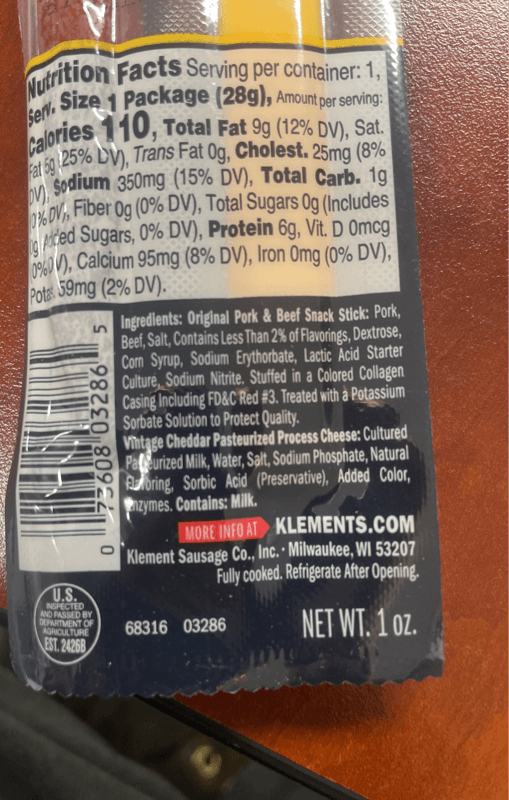 Nutrition Facts Serving per container: 1,
Serv. Size 1 Package (28g), Amount per serving:
Calories 110, Total Fat 9g (12% DV), Sat.
Fat 5g (25% DV), Trans Fat 0g, Cholest. 25mg (8%
DV), Sodium 350mg (15% DV), Total Carb. 1g
(0% DV), Fiber 0g (0% DV), Total Sugars 0g (Includes
0g Added Sugars, 0% DV), Protein 6g, Vit. D 0mcg
(0% DV), Calcium 95mg (8% DV), Iron 0mg (0% DV),
Potas. 59mg (2% DV).
Ingredients: Original Pork & Beef Snack Stick: Pork,
Beef, Salt, Contains Less Than 2% of Flavorings, Dextrose,
Corn Syrup, Sodium Erythorbate, Lactic Acid Starter
Culture, Sodium Nitrite. Stuffed in a Colored Collagen
Casing Including FD&C Red #3. Treated with a Potassium
Sorbate Solution to Protect Quality.
Vintage Cheddar Pasteurized Process Cheese: Cultured
Pasteurized Milk, Water, Salt, Sodium Phosphate, Natural
Flavoring, Sorbic Acid (Preservative), Added Color,
Enzymes. Contains: Milk.
0 73608 03286 5
MORE INFO AT KLEMENTS.COM
Klement Sausage Co., Inc. • Milwaukee, WI 53207
Fully cooked. Refrigerate After Opening.
U.S.
INSPECTED
AND PASSED BY
DEPARTMENT OF
AGRICULTURE
EST. 2426B
68316 03286
NET WT. 1 oz.